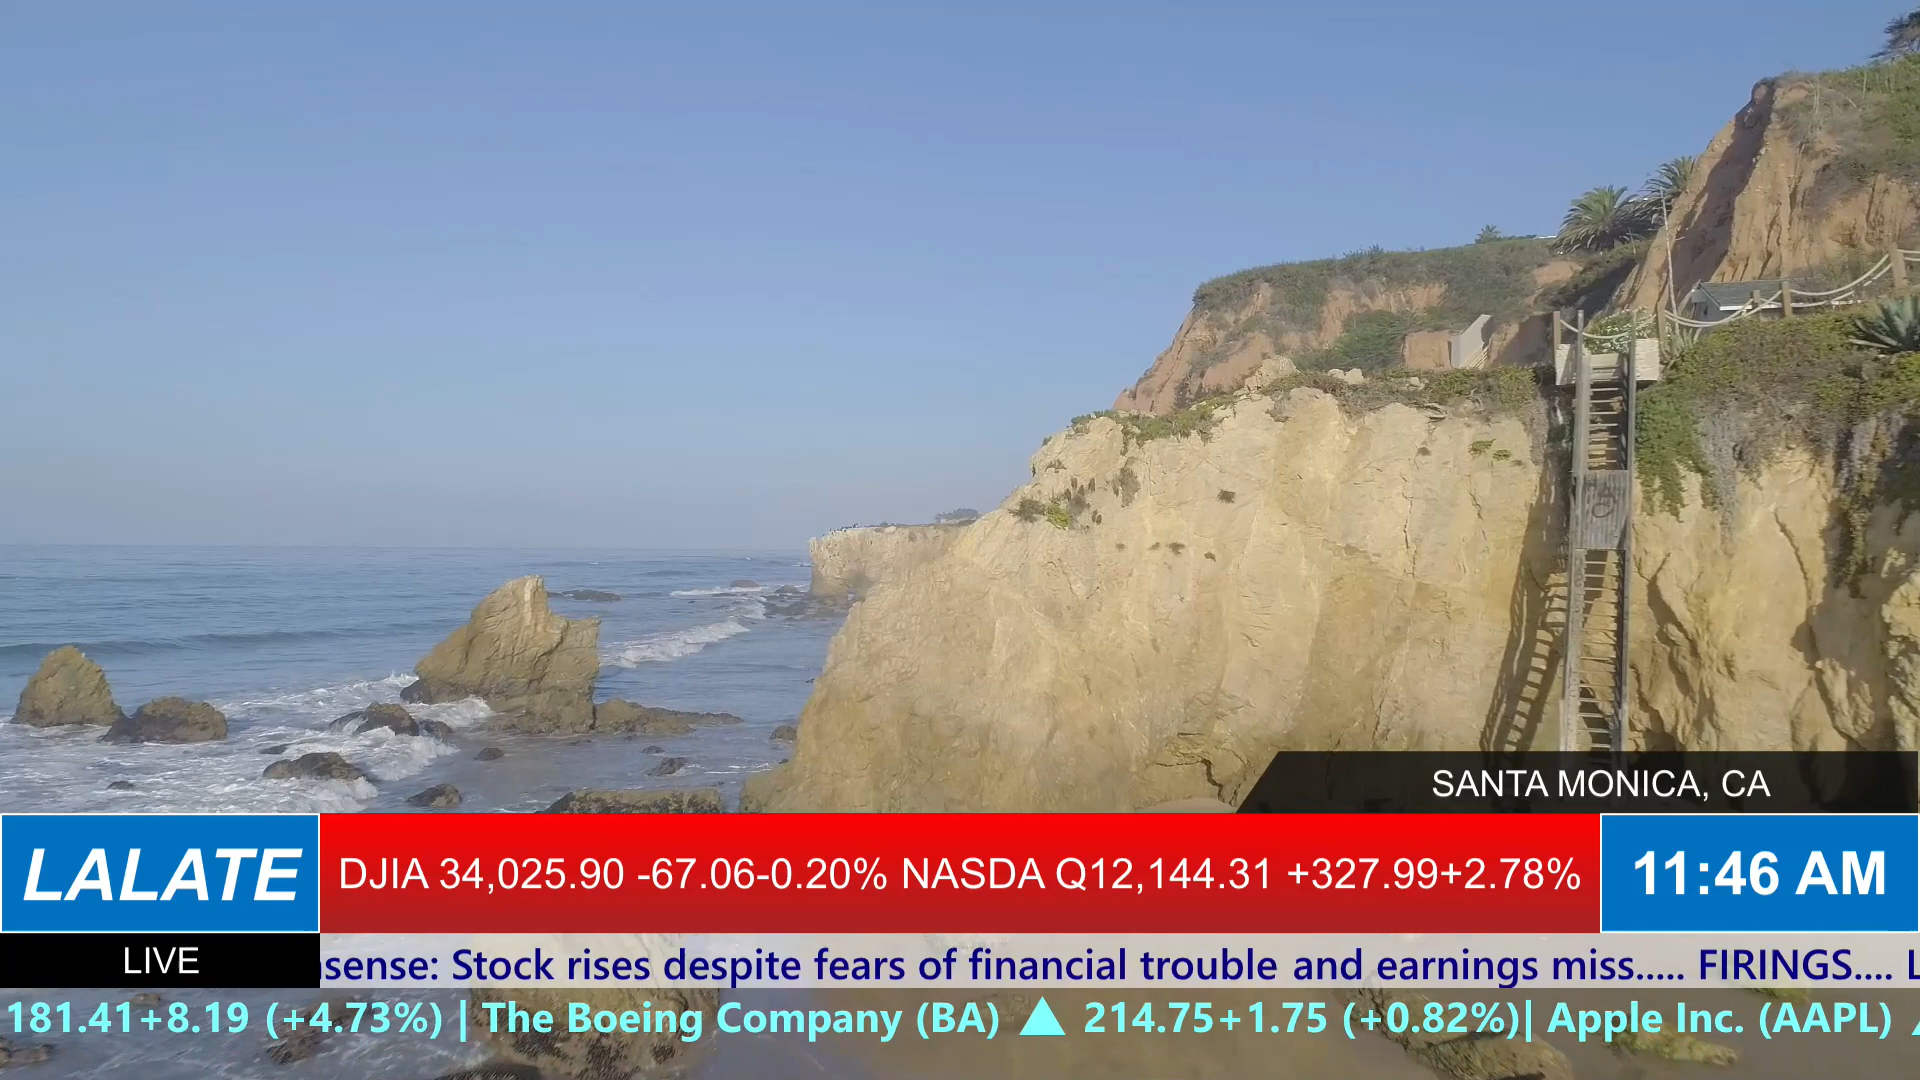 SANTA MONICA, CA
LALATE
DJIA 34,025.90 -67.06-0.20% NASDA Q12,144.31 +327.99+2.78%
11:46 AM
LIVE
nsense: Stock rises despite fears of financial trouble and earnings miss..... FIRINGS.... L
181.41+8.19 (+4.73%) | The Boeing Company (BA) ▲ 214.75+1.75 (+0.82%)| Apple Inc. (AAPL)